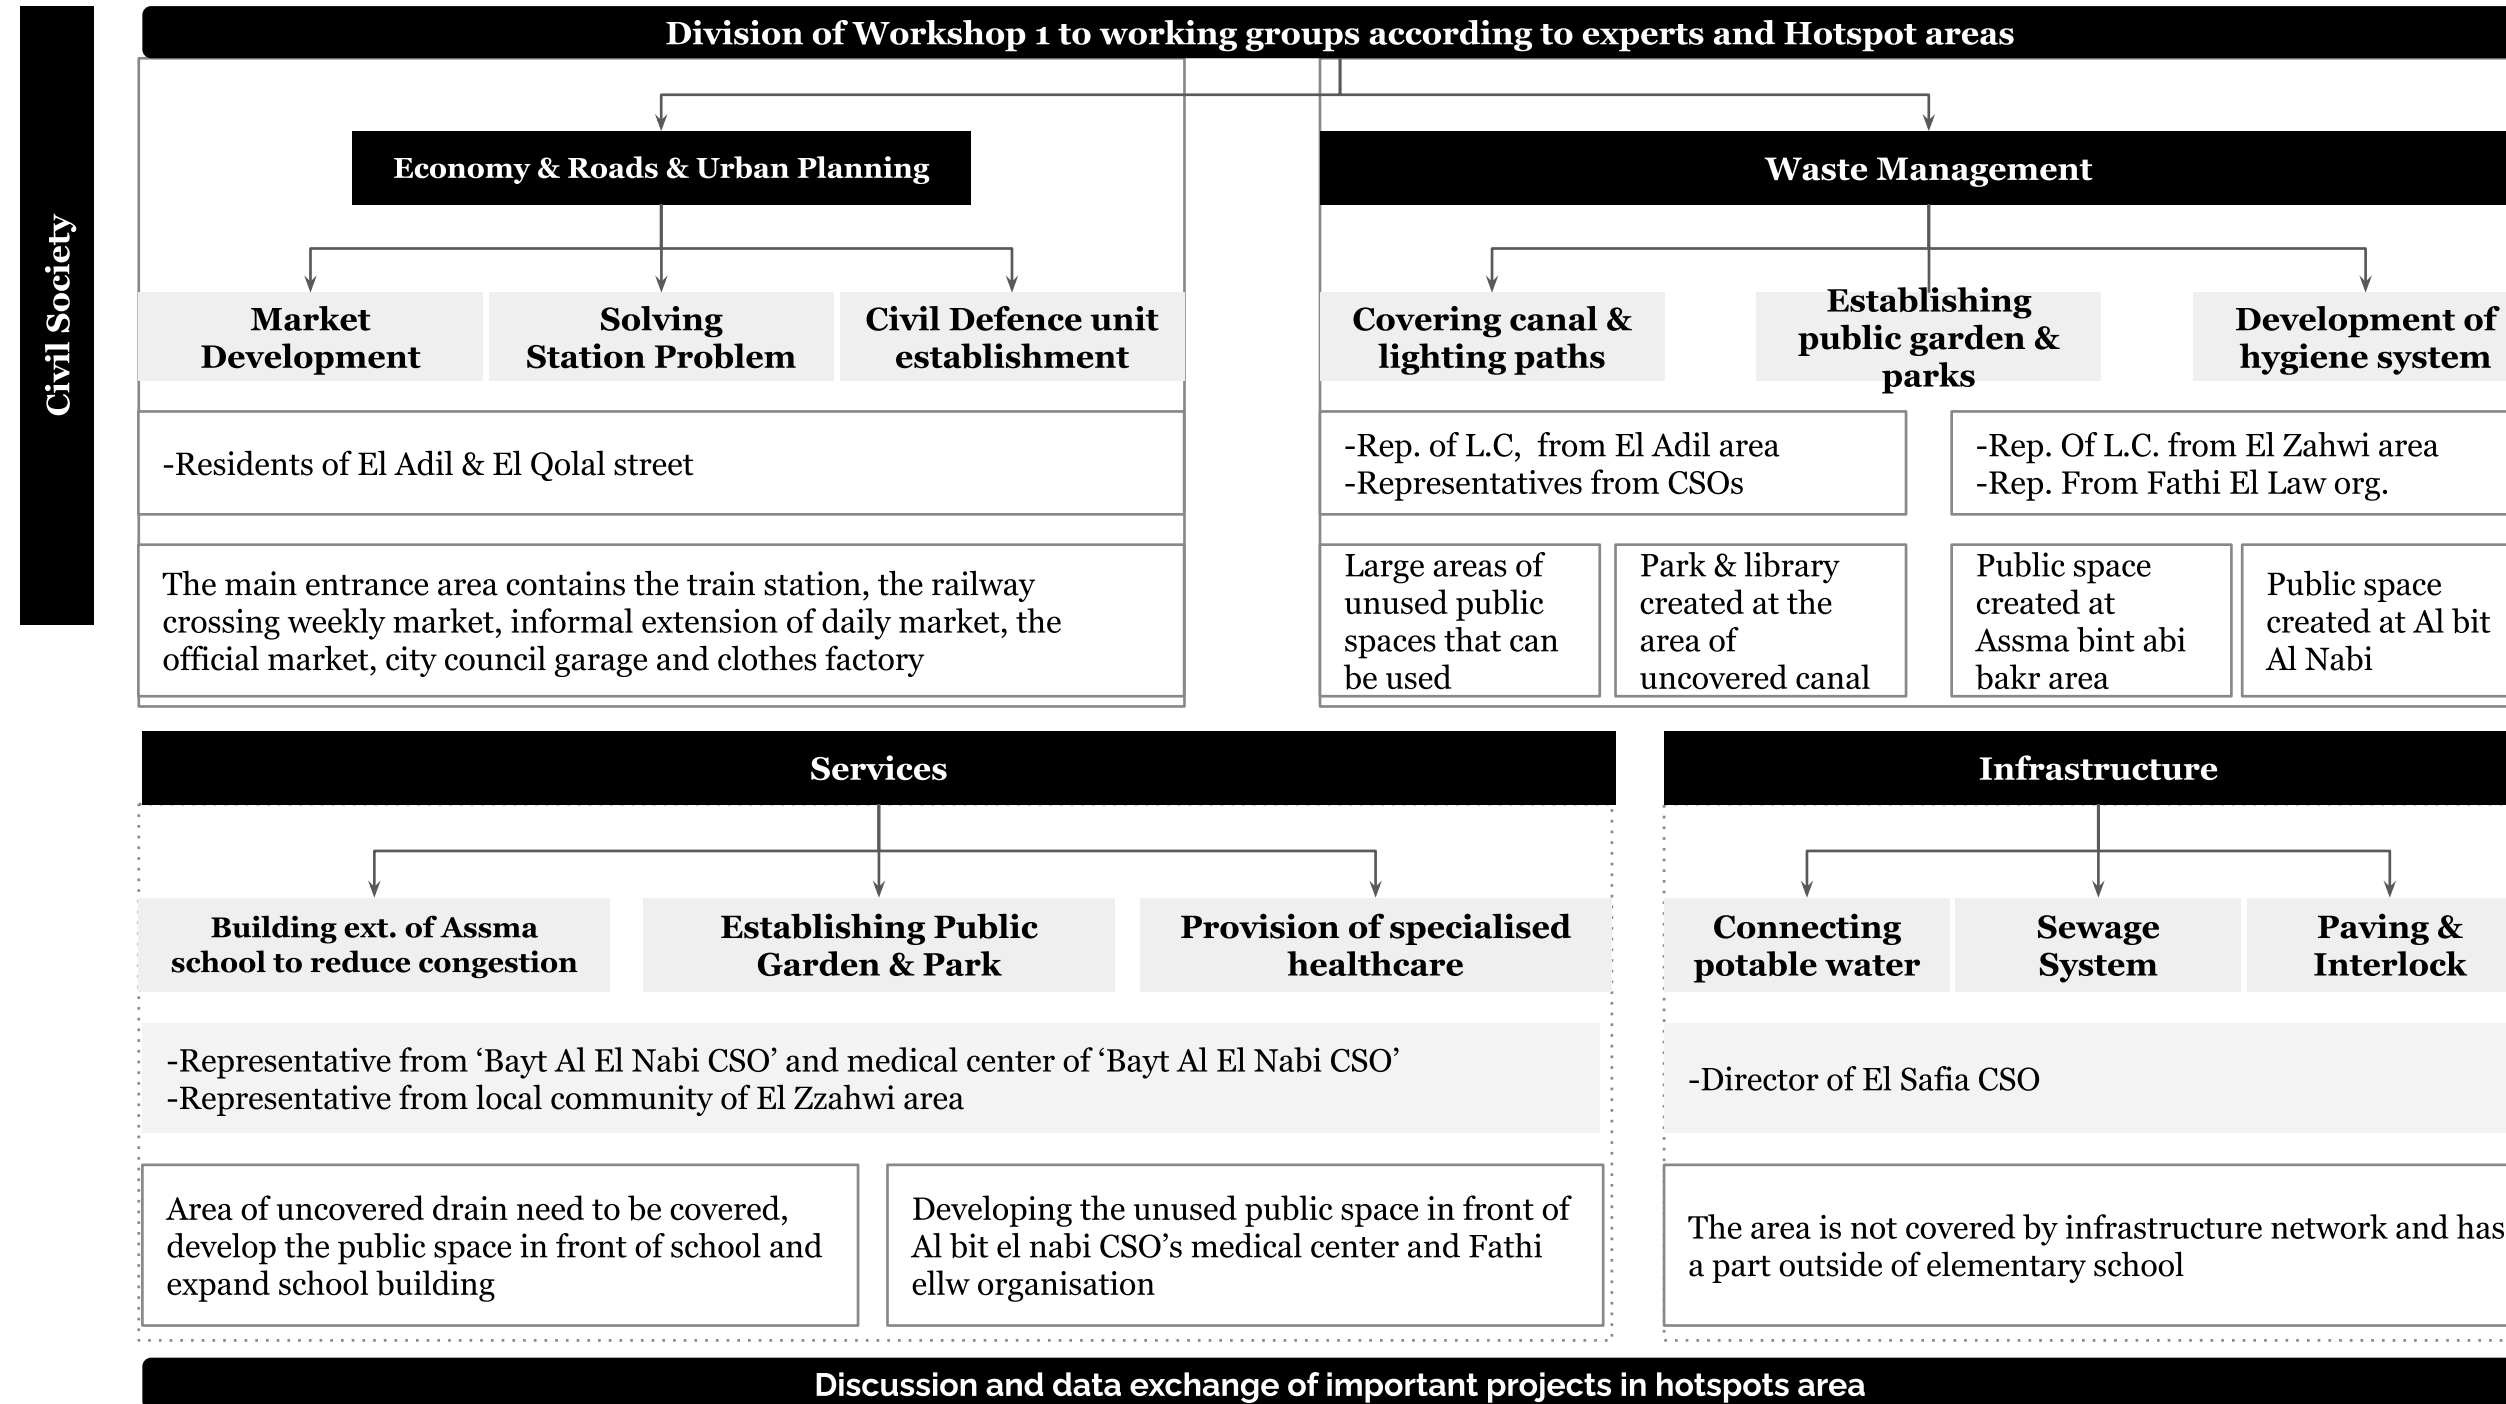 Division of Workshop 1 to working groups according to experts and Hotspot areas
Civil Society
Economy & Roads & Urban Planning
Market
Development
Solving
Station Problem
Civil Defence unit
establishment
-Residents of El Adil & El Qolal street
The main entrance area contains the train station, the railway
crossing weekly market, informal extension of daily market, the
official market, city council garage and clothes factory
Waste Management
Covering canal &
lighting paths
Establishing
public garden &
parks
Development of
hygiene system
-Rep. of L.C,  from El Adil area
-Representatives from CSOs
-Rep. Of L.C. from El Zahwi area
-Rep. From Fathi El Law org.
Large areas of
unused public
spaces that can
be used
Park & library
created at the
area of
uncovered canal
Public space
created at
Assma bint abi
bakr area
Public space
created at Al bit
Al Nabi
Services
Building ext. of Assma
school to reduce congestion
Establishing Public
Garden & Park
Provision of specialised
healthcare
-Representative from ‘Bayt Al El Nabi CSO’ and medical center of ‘Bayt Al El Nabi CSO’
-Representative from local community of El Zzahwi area
Area of uncovered drain need to be covered,
develop the public space in front of school and
expand school building
Developing the unused public space in front of
Al bit el nabi CSO’s medical center and Fathi
ellw organisation
Infrastructure
Connecting
potable water
Sewage
System
Paving &
Interlock
-Director of El Safia CSO
The area is not covered by infrastructure network and has
a part outside of elementary school
Discussion and data exchange of important projects in hotspots area